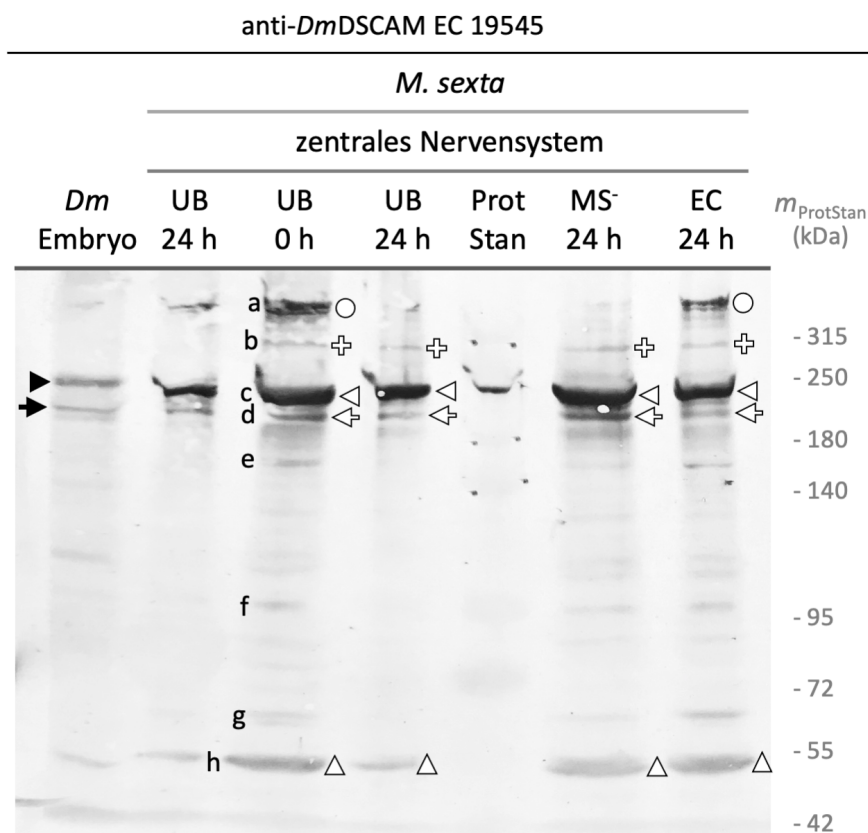 anti-DmDSCAM EC 19545
M. sexta
zentrales Nervensystem
Dm UB UB UB Prot MS- EC mProtStan
Embryo 24 h 0 h 24 h Stan 24 h 24 h (kDa)
a
b - 315
- 250
c
d
- 180
e
- 140
f
- 95
- 72
g
- 55
h
- 42